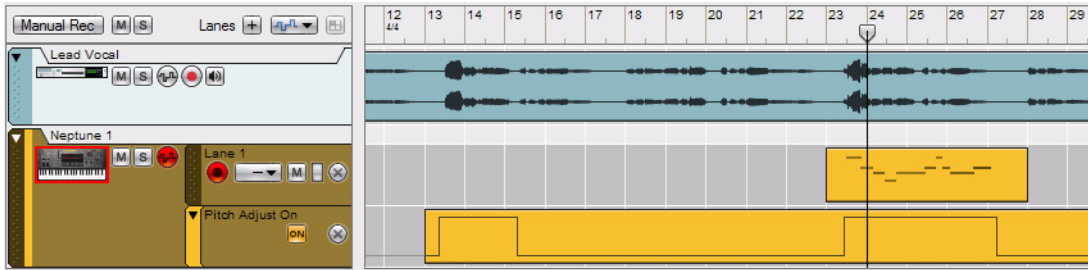 Manual Rec M S Lanes +
12 13 14 15 16 17 18 19 20 21 22 23 24 25 26 27 28 29
4/4
Lead Vocal
M S
Neptune 1
M S Lane 1
M
Pitch Adjust On
ON